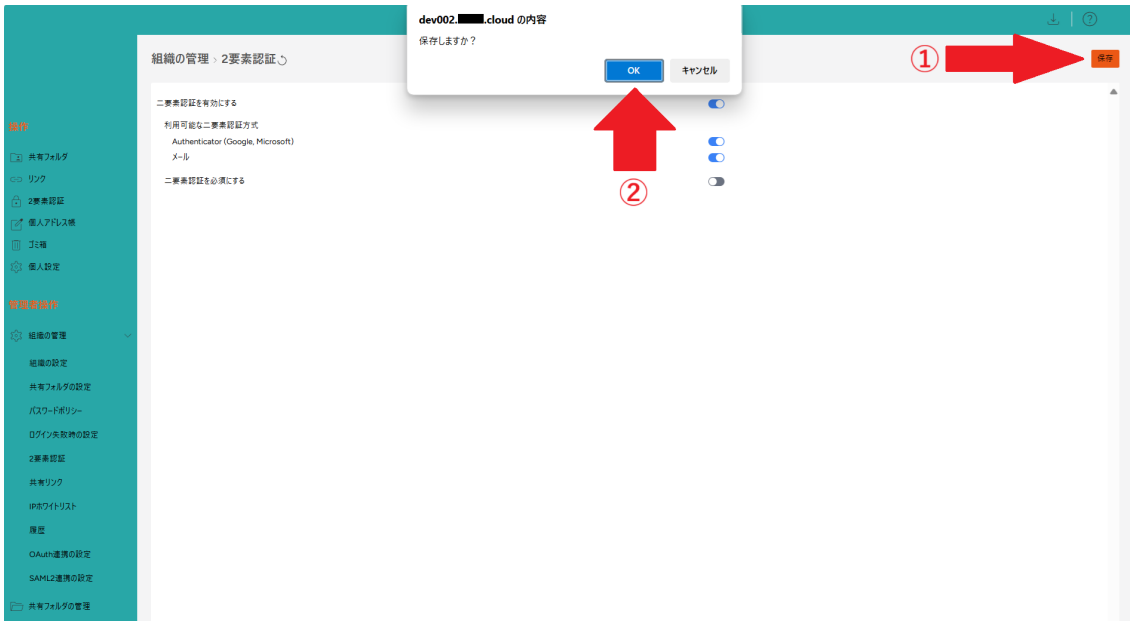 dev002.
.cloud の内容
保存しますか？
OK
キャンセル
①
保存
②
組織の管理 › 2要素認証
二要素認証を有効にする
利用可能な二要素認証方式
Authenticator (Google, Microsoft)
メール
二要素認証を必須にする
操作
共有フォルダ
リンク
2要素認証
個人アドレス帳
ゴミ箱
個人設定
管理者操作
組織の管理
組織の設定
共有フォルダの設定
パスワードポリシー
ログイン失敗時の設定
2要素認証
共有リンク
IPホワイトリスト
履歴
OAuth連携の設定
SAML2連携の設定
共有フォルダの管理